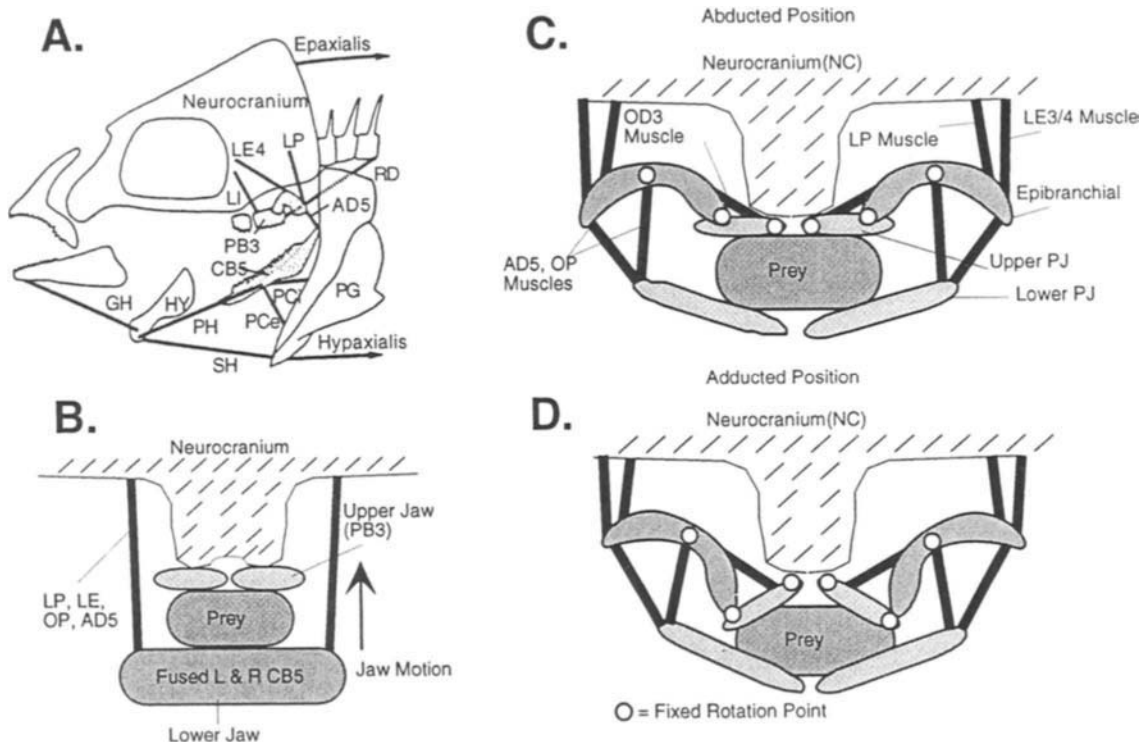 A.
Epaxialis
Neurocranium
LE4
LP
LI
RD
AD5
PB3
CB5
GH
HY
PH
PCi
PCe
PG
SH
Hypaxialis
B.
Neurocranium
Upper Jaw
(PB3)
LP, LE,
OP, AD5
Prey
Jaw Motion
Fused L & R CB5
Lower Jaw
C.
Abducted Position
Neurocranium(NC)
OD3
Muscle
LP Muscle
LE3/4 Muscle
Epibranchial
AD5, OP
Muscles
Prey
Upper PJ
Lower PJ
D.
Adducted Position
Neurocranium(NC)
Prey
= Fixed Rotation Point